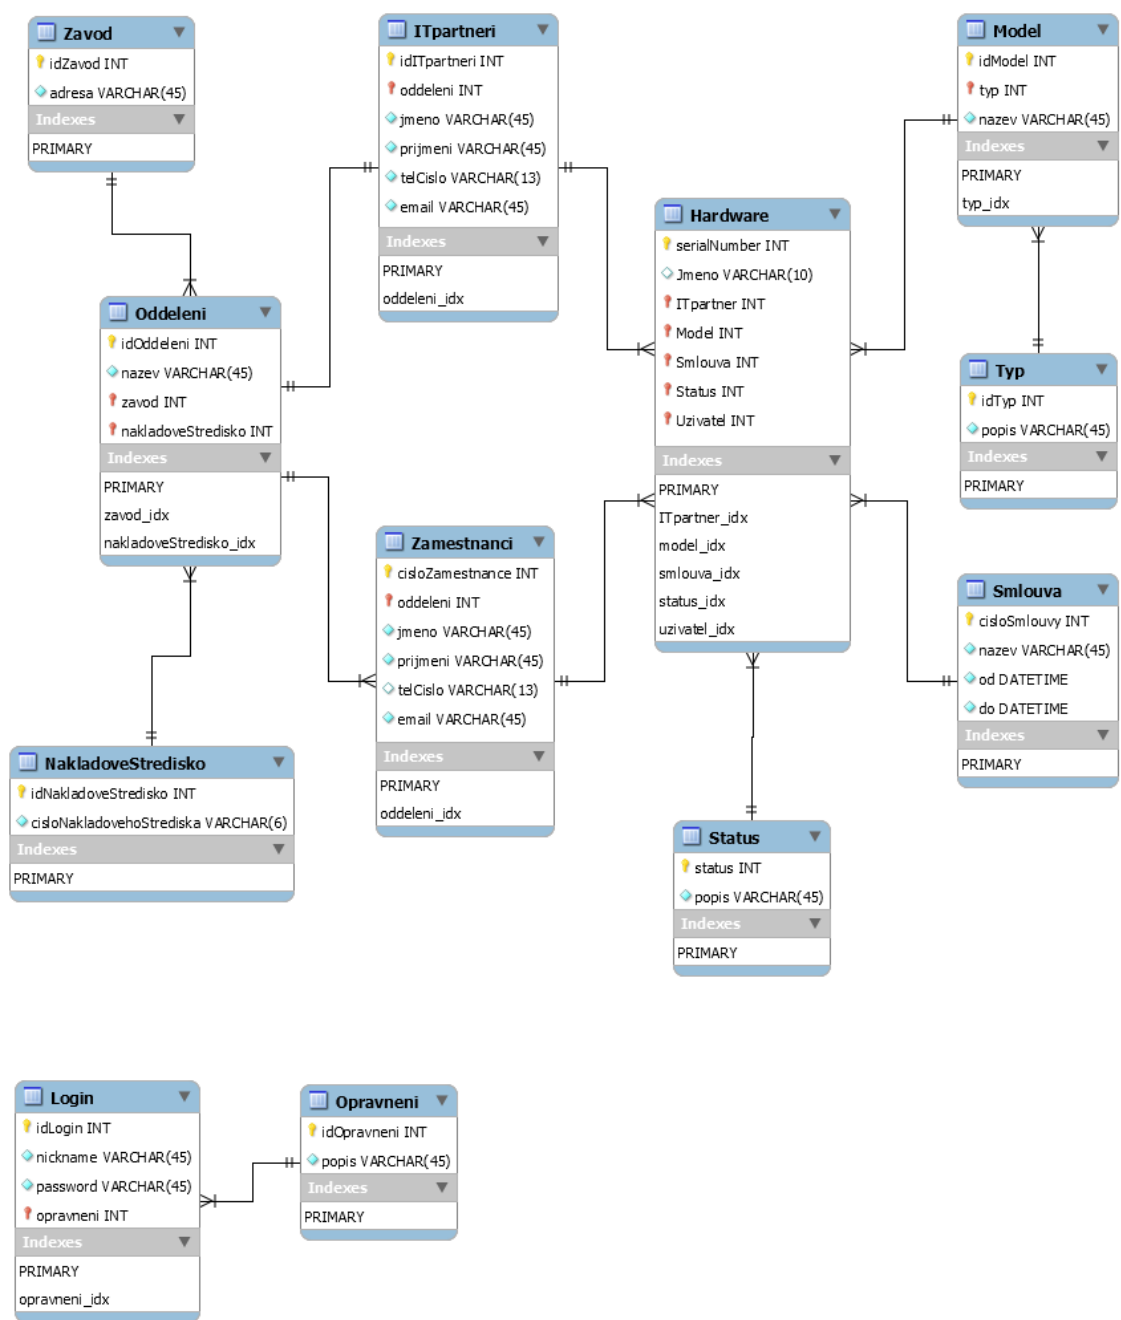 Zavod
idZavod INT
adresa VARCHAR(45)
Indexes
PRIMARY
ITpartneri
idITpartneri INT
oddeleni INT
jmeno VARCHAR(45)
prijmeni VARCHAR(45)
telCislo VARCHAR(13)
email VARCHAR(45)
Indexes
PRIMARY
oddeleni_idx
Model
idModel INT
typ INT
nazev VARCHAR(45)
Indexes
PRIMARY
typ_idx
Hardware
serialNumber INT
Jmeno VARCHAR(10)
ITpartner INT
Model INT
Smlouva INT
Status INT
Uzivatel INT
Indexes
PRIMARY
ITpartner_idx
model_idx
smlouva_idx
status_idx
uzivatel_idx
Oddeleni
idOddeleni INT
nazev VARCHAR(45)
zavod INT
nakladoveStredisko INT
Indexes
PRIMARY
zavod_idx
nakladoveStredisko_idx
Typ
idTyp INT
popis VARCHAR(45)
Indexes
PRIMARY
Zamestnanci
cisloZamestnance INT
oddeleni INT
jmeno VARCHAR(45)
prijmeni VARCHAR(45)
telCislo VARCHAR(13)
email VARCHAR(45)
Indexes
PRIMARY
oddeleni_idx
Smlouva
cisloSmlouvy INT
nazev VARCHAR(45)
od DATETIME
do DATETIME
Indexes
PRIMARY
NakladoveStredisko
idNakladoveStredisko INT
cisloNakladovehoStrediska VARCHAR(6)
Indexes
PRIMARY
Status
status INT
popis VARCHAR(45)
Indexes
PRIMARY
Login
idLogin INT
nickname VARCHAR(45)
password VARCHAR(45)
opravneni INT
Indexes
PRIMARY
opravneni_idx
Opravneni
idOpravneni INT
popis VARCHAR(45)
Indexes
PRIMARY